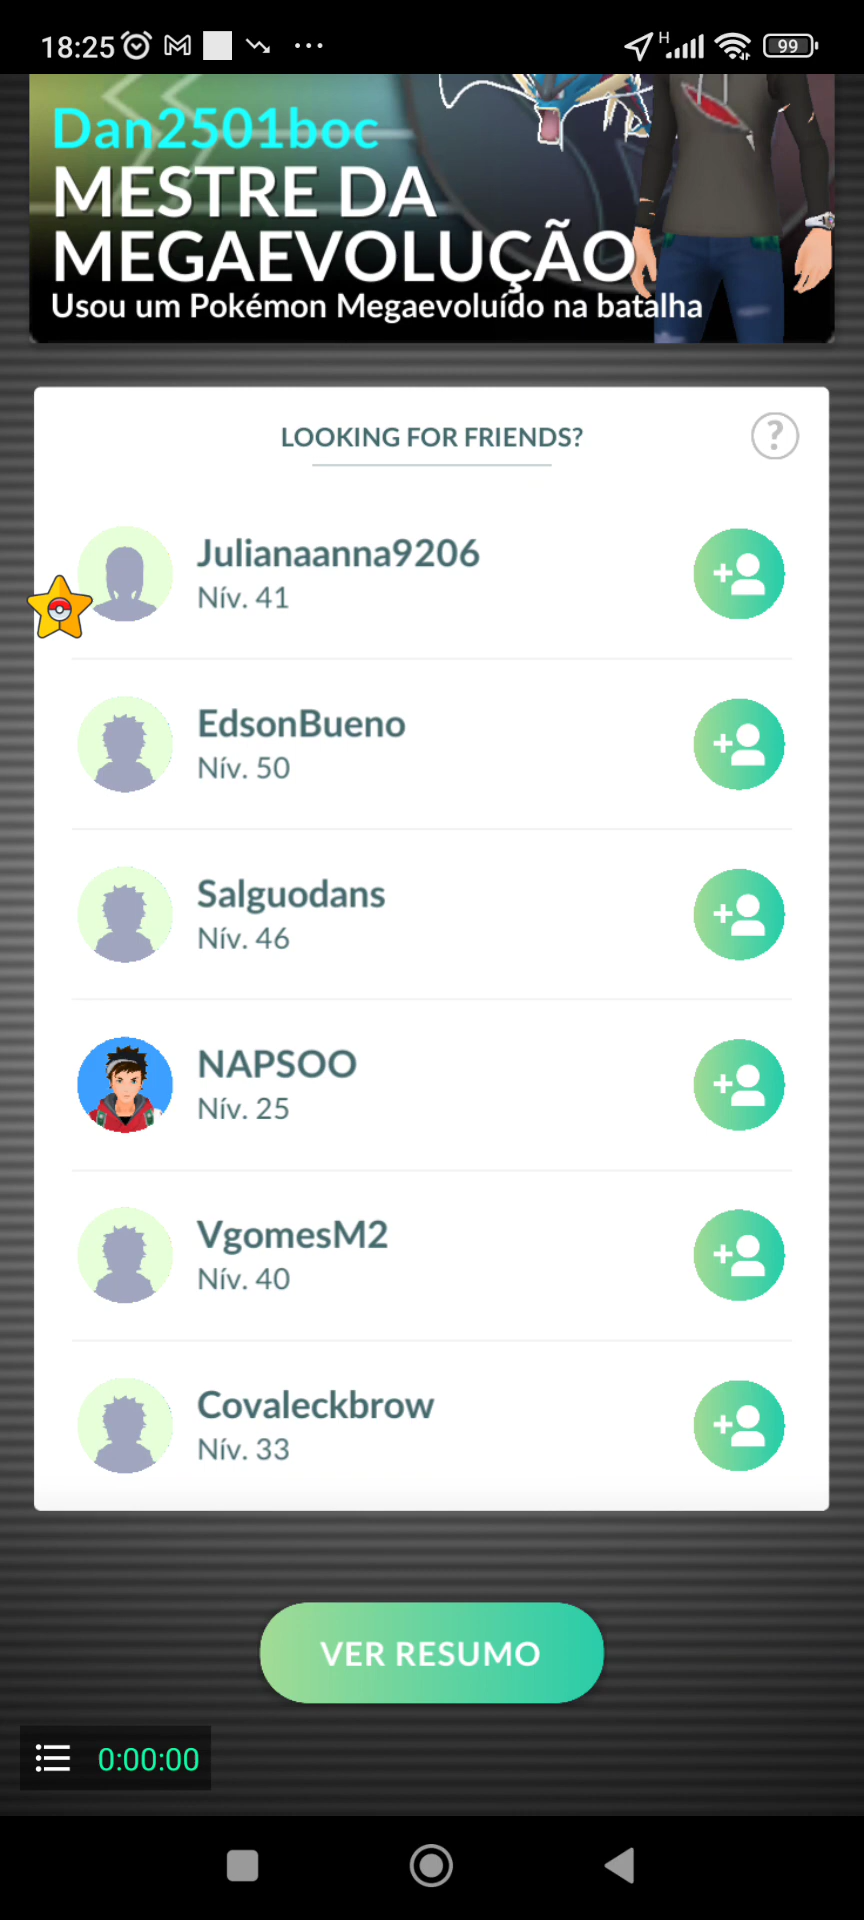 18:25
H
99
Dan2501boc
MESTRE DA
MEGAEVOLUÇÃO
Usou um Pokémon Megaevoluído na batalha
LOOKING FOR FRIENDS?
?
Julianaanna9206
Nív. 41
EdsonBueno
Nív. 50
Salguodans
Nív. 46
NAPSOO
Nív. 25
VgomesM2
Nív. 40
Covaleckbrow
Nív. 33
VER RESUMO
0:00:00